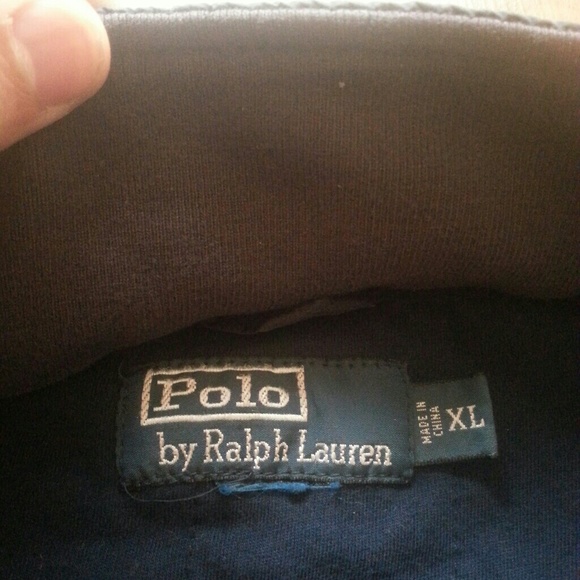 Polo
by Ralph Lauren
MADE IN
CHINA
XL